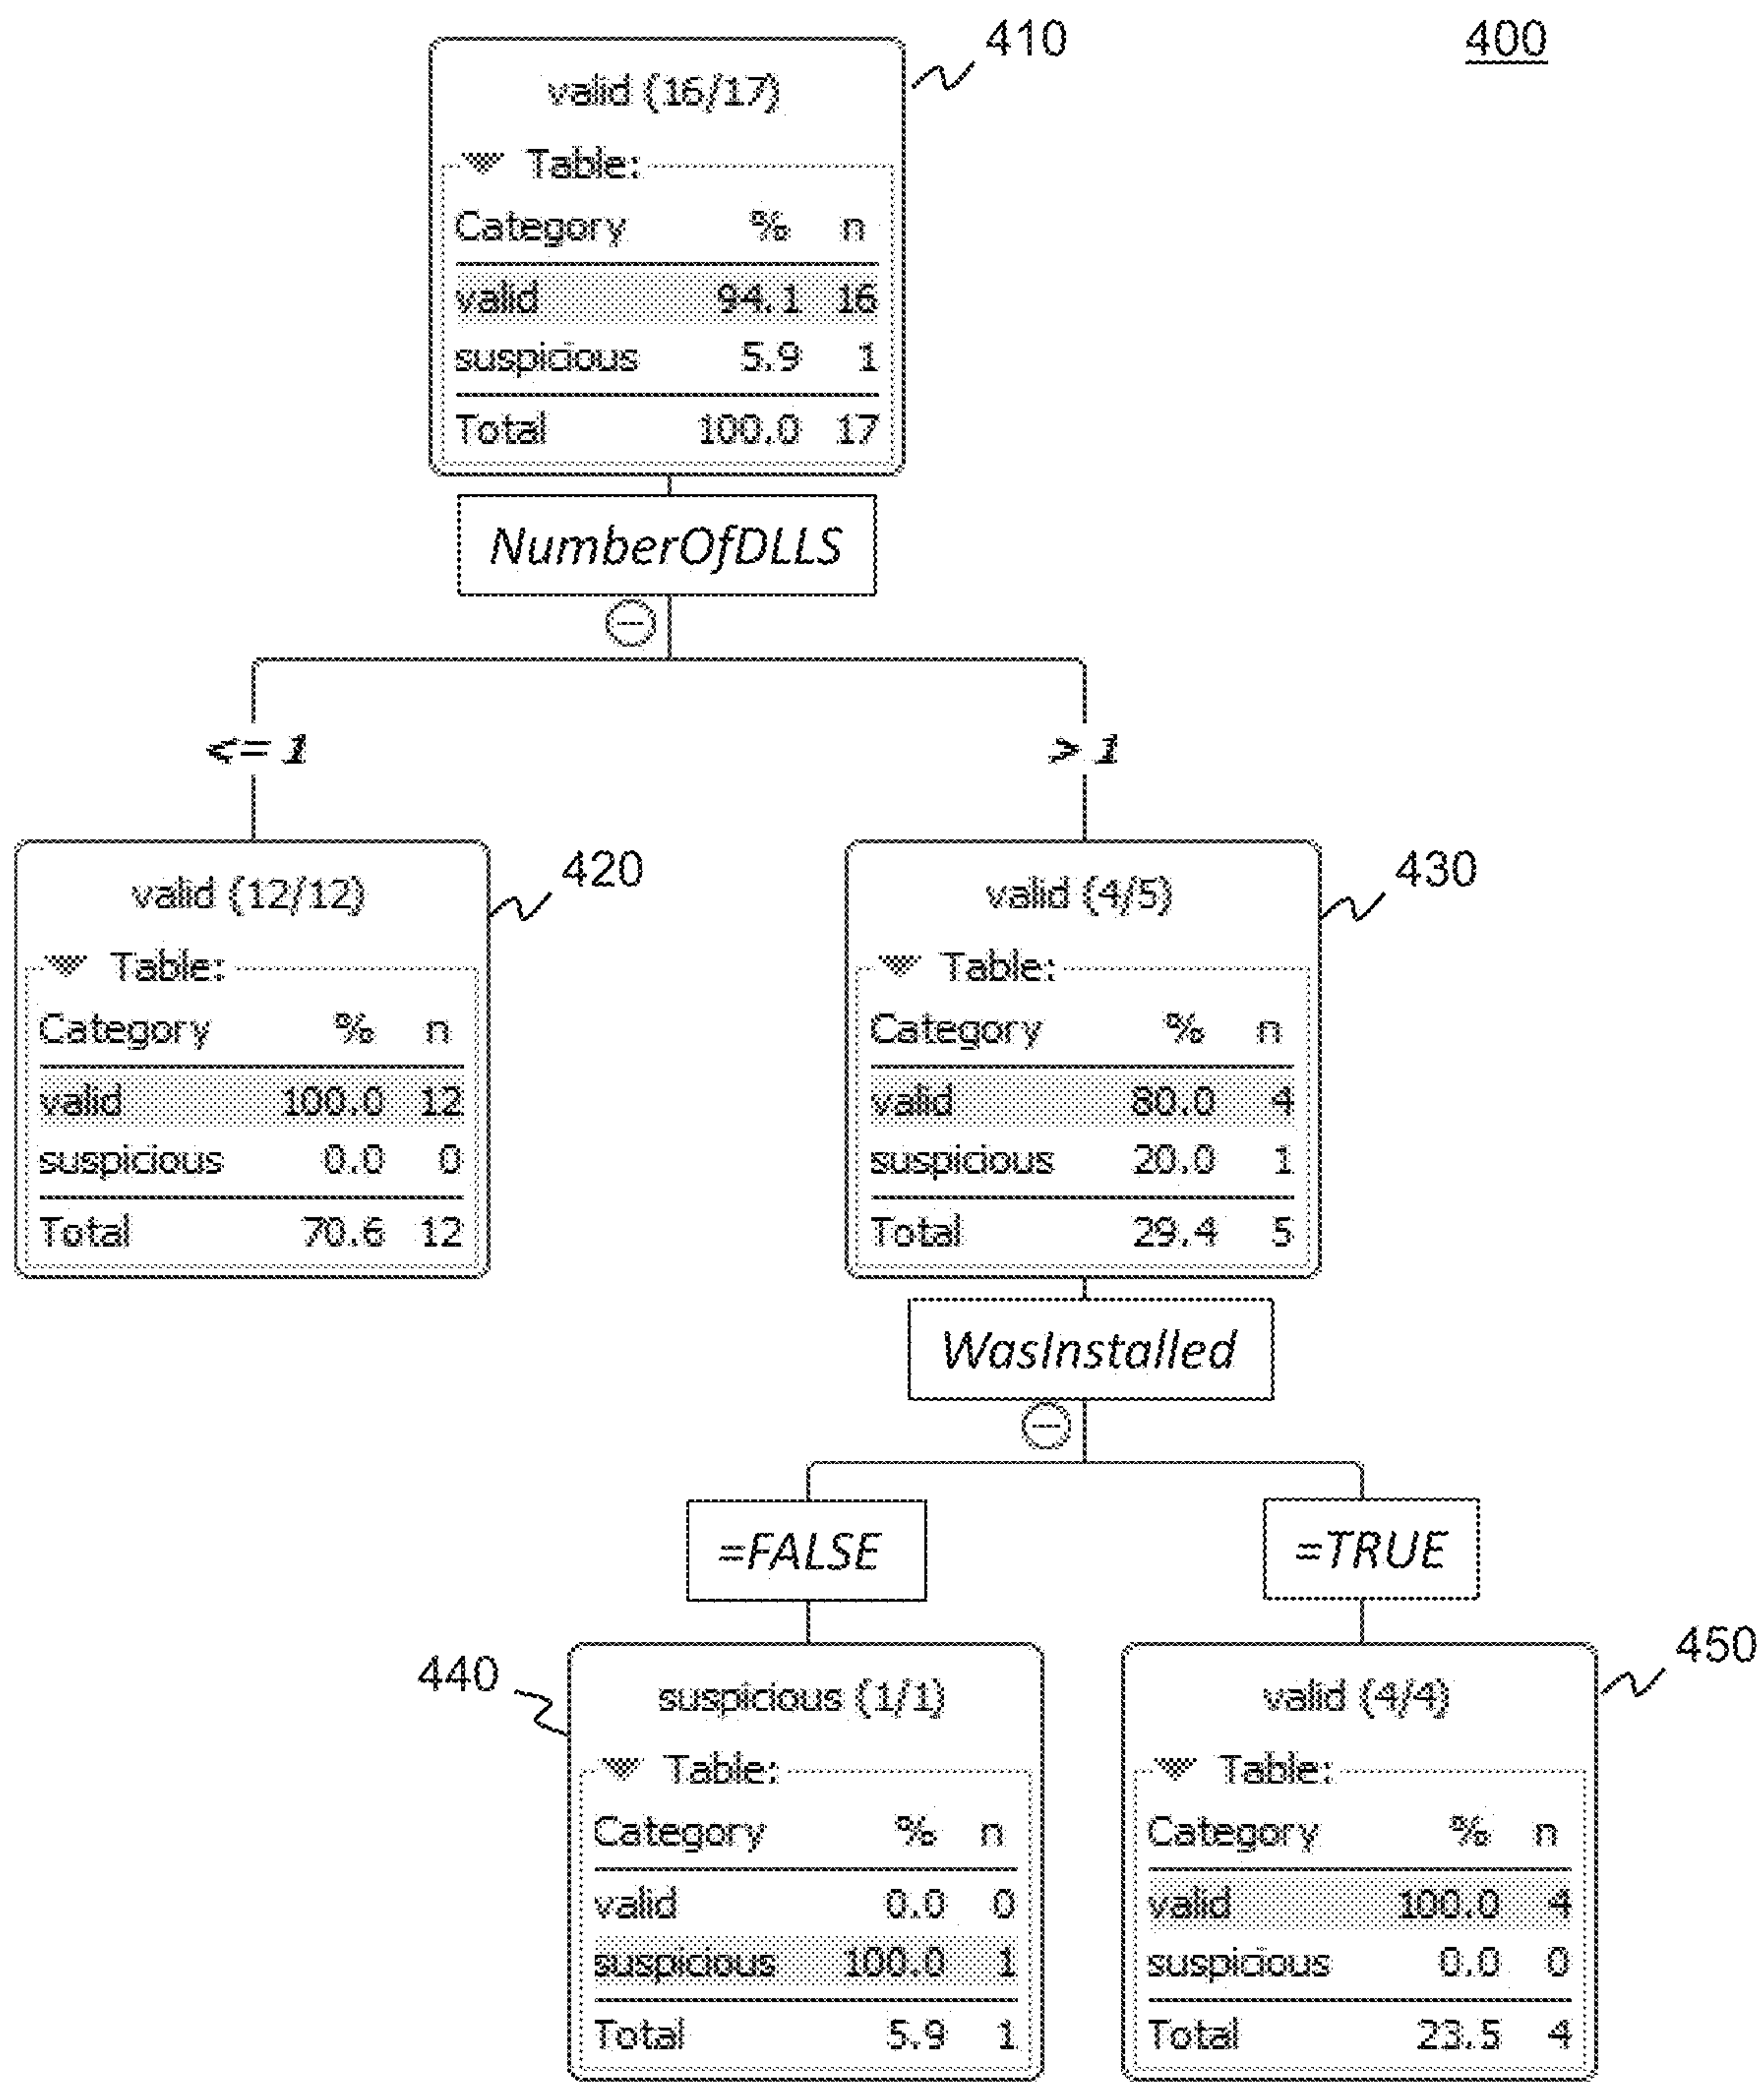 400
410
valid (16/17)
Table:
Category % n
valid 94.1 16
suspicious 5.9 1
Total 100.0 17
NumberOfDLLS
<= 1
> 1
420
valid (12/12)
Table:
Category % n
valid 100.0 12
suspicious 0.0 0
Total 70.6 12
430
valid (4/5)
Table:
Category % n
valid 80.0 4
suspicious 20.0 1
Total 29.4 5
WasInstalled
=FALSE
=TRUE
440
suspicious (1/1)
Table:
Category % n
valid 0.0 0
suspicious 100.0 1
Total 5.9 1
450
valid (4/4)
Table:
Category % n
valid 100.0 4
suspicious 0.0 0
Total 23.5 4